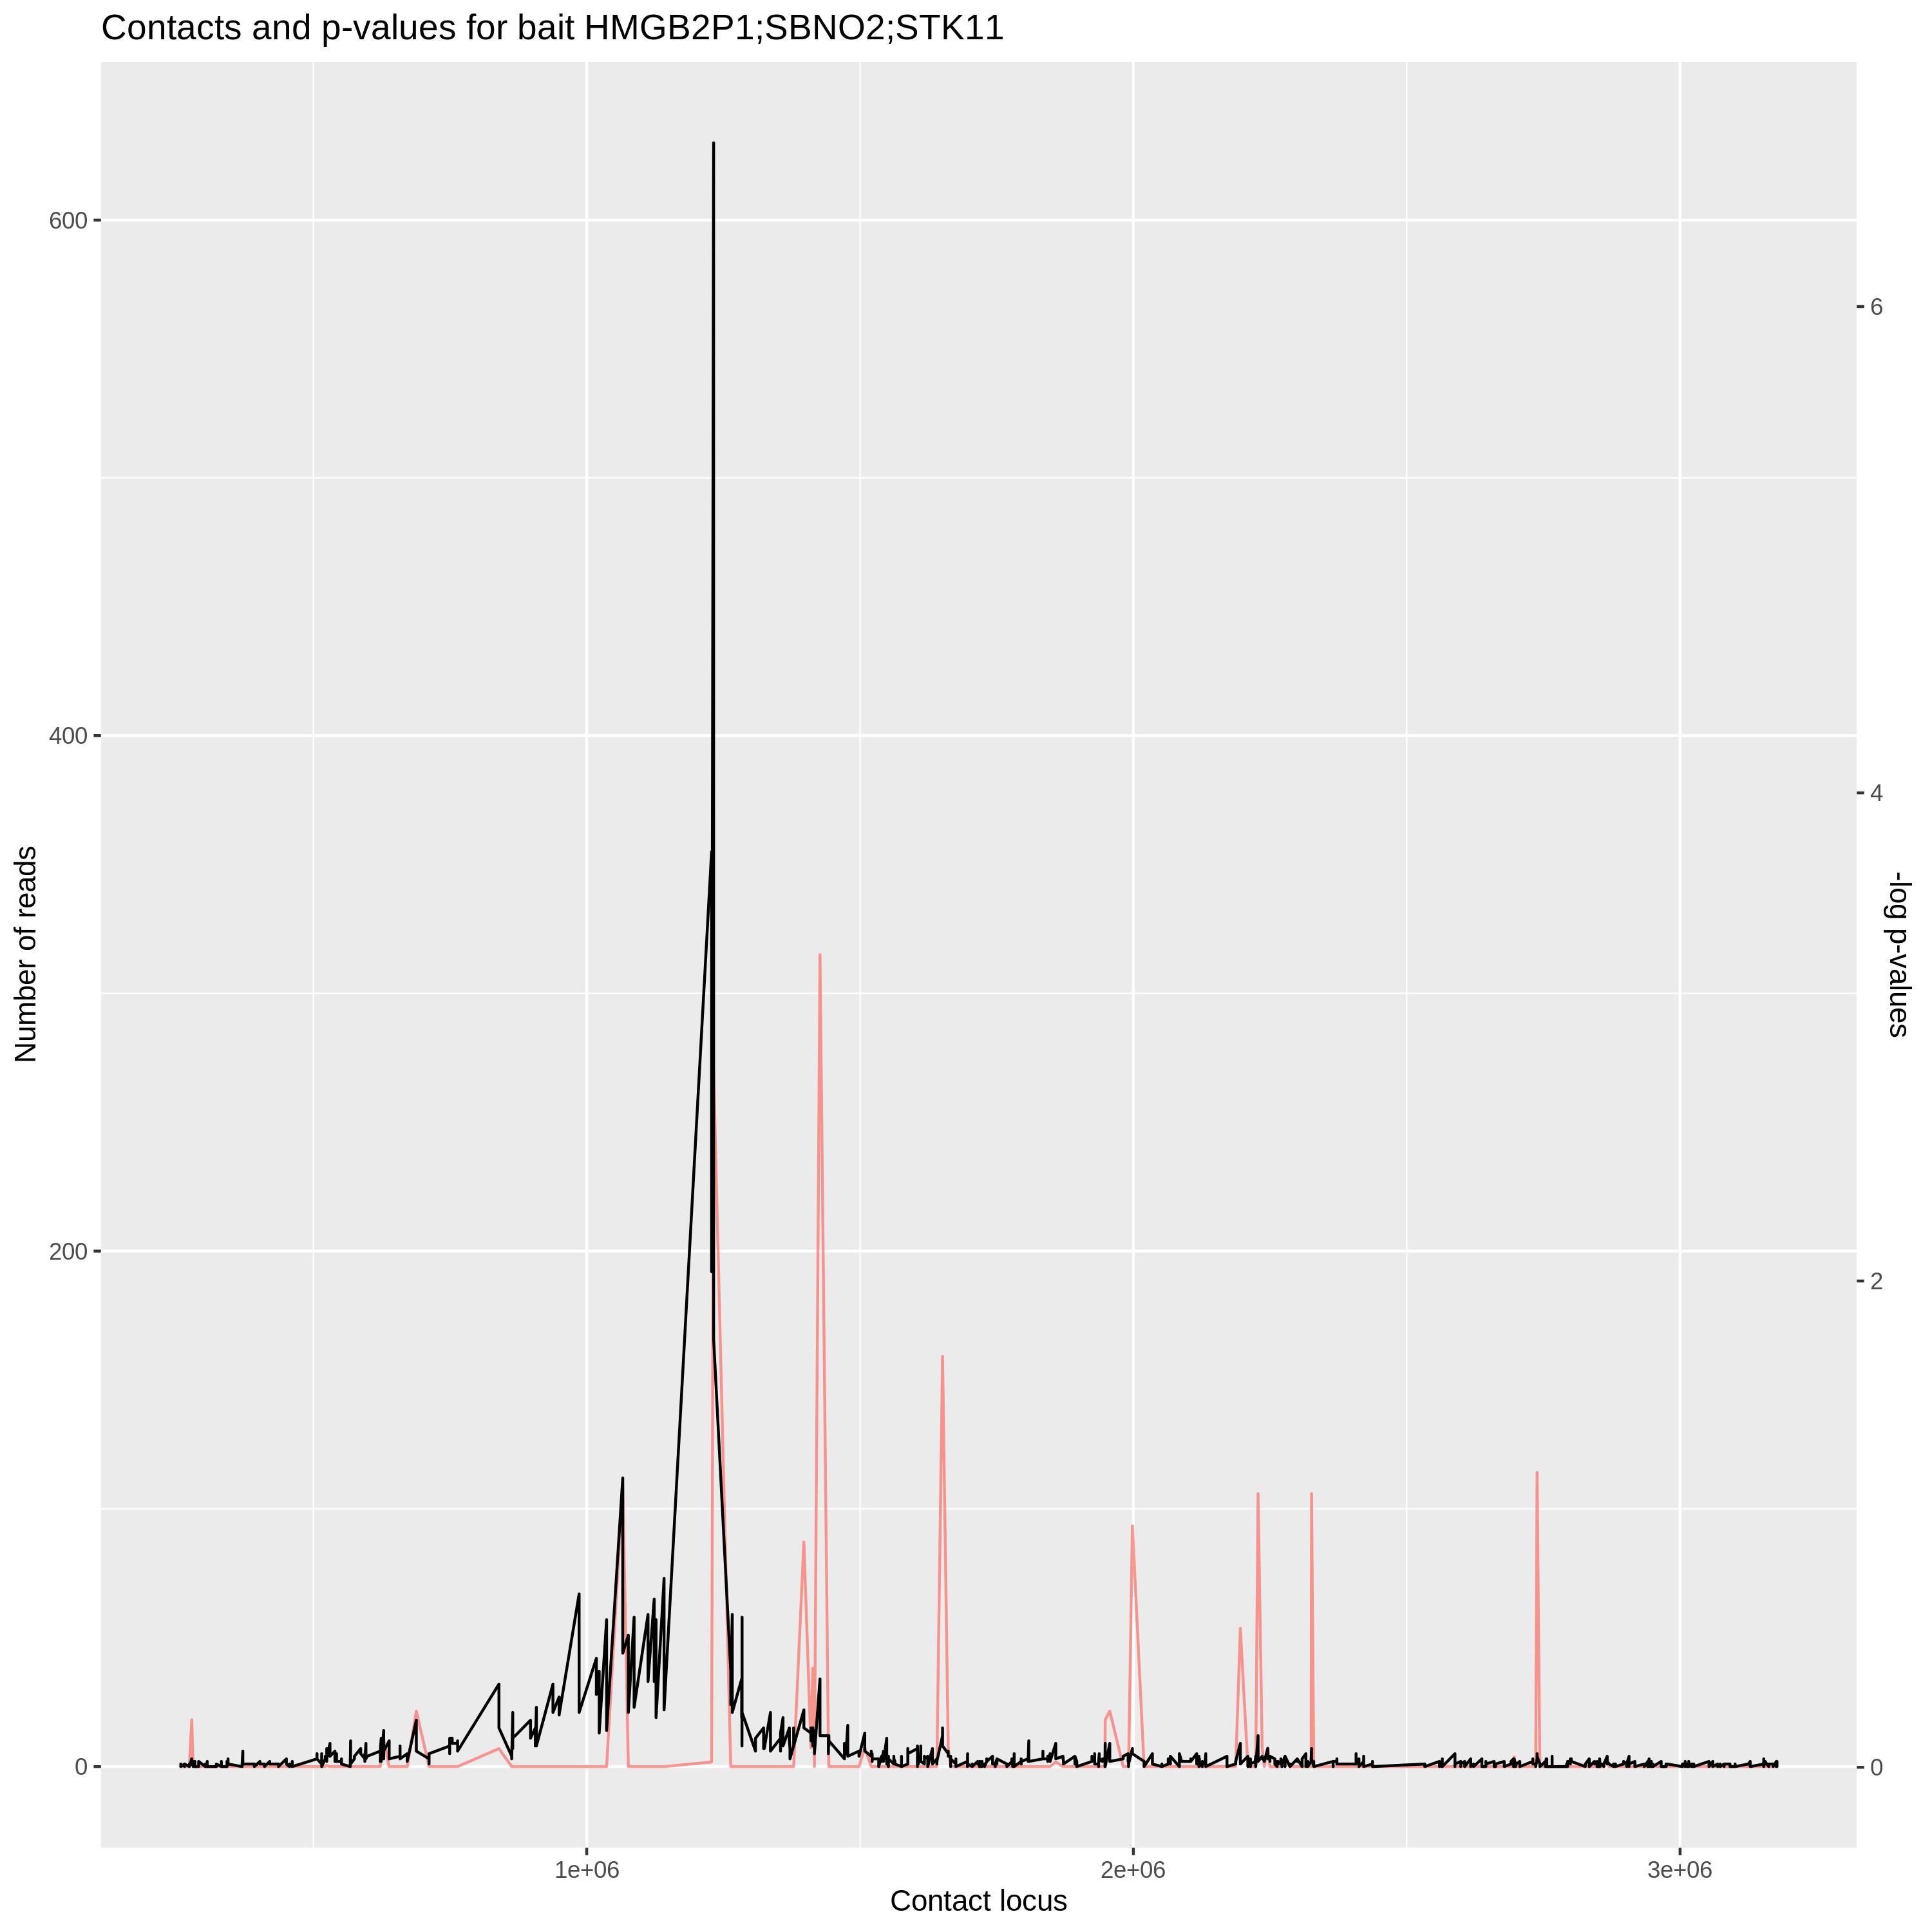 Contacts and p-values for bait HMGB2P1;SBNO2;STK11
600
400
200
0
Number of reads
6
4
2
0
-log p-values
1e+06
2e+06
3e+06
Contact locus